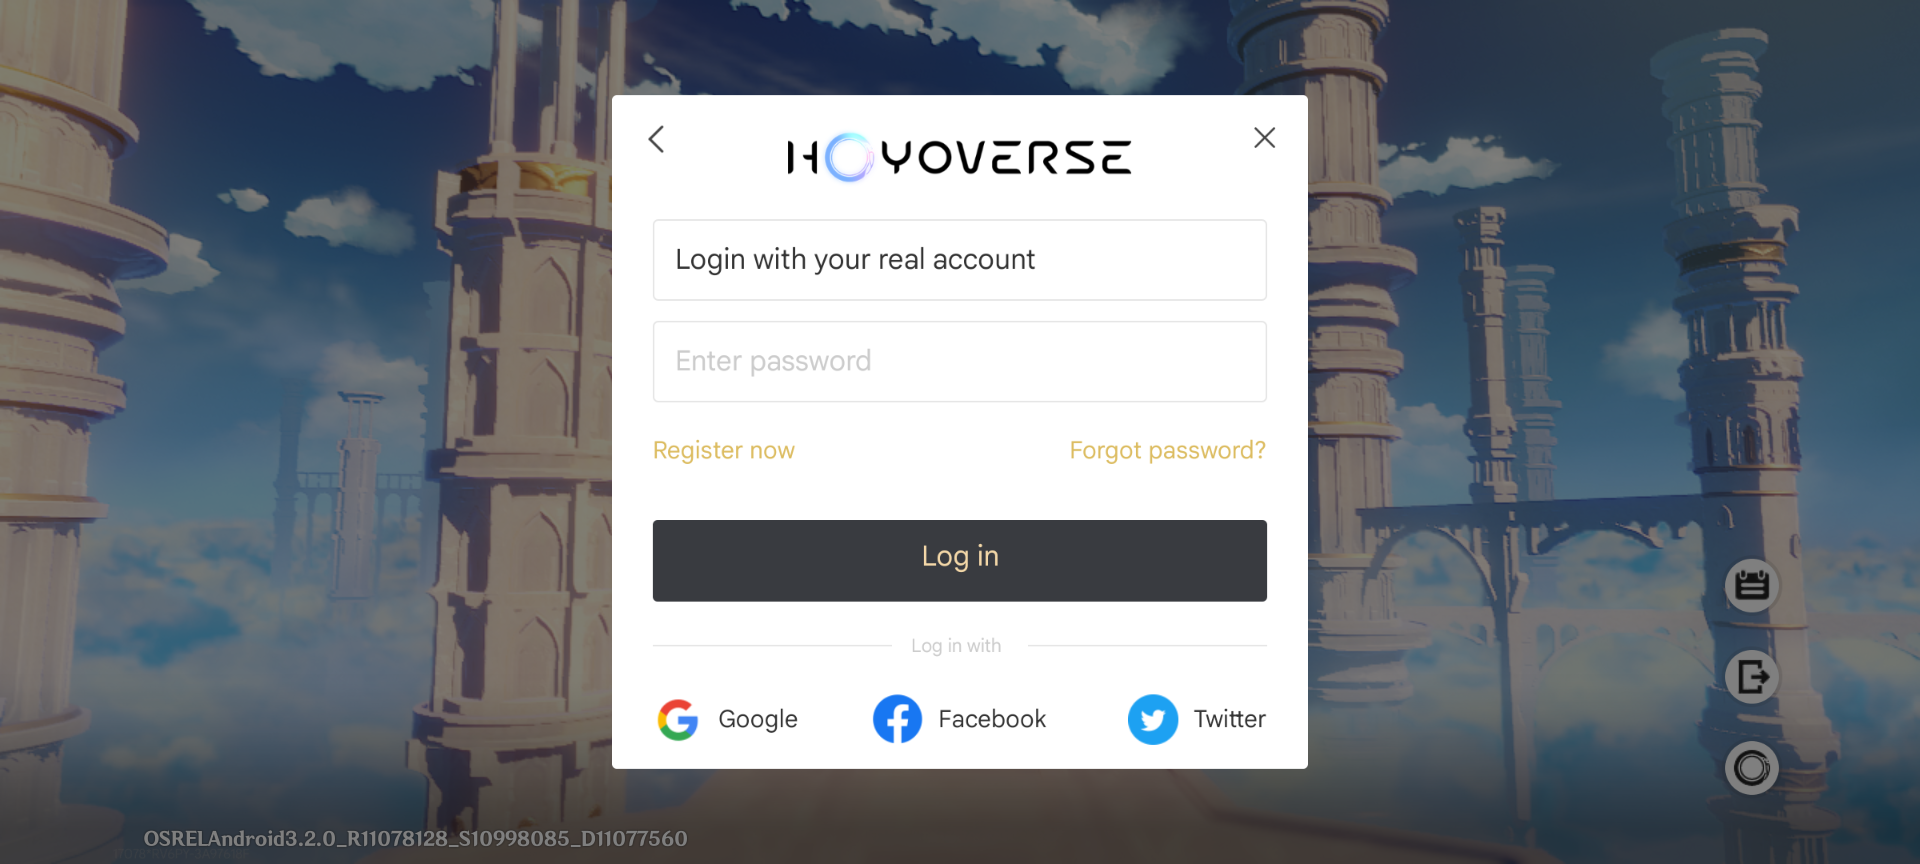 HOYOVERSE
Login with your real account
Enter password
Register now
Forgot password?
Log in
Log in with
Google
Facebook
Twitter
OSRELAndroid3.2.0_R11078128_S10998085_D11077560